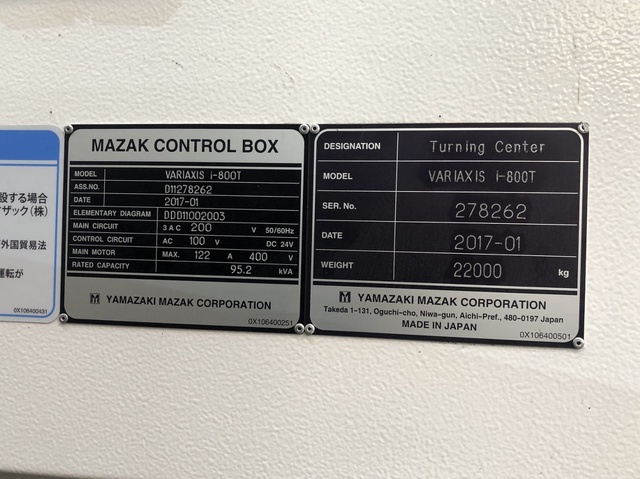 設する場合
ザック(株)
外国貿易法
運転が
0X106400431
MAZAK CONTROL BOX
MODEL VARIAXIS i-800T
ASS.NO. D11278262
DATE 2017-01
ELEMENTARY DIAGRAM DDD11002003
MAIN CIRCUIT 3 A C 200 V 50/60Hz
CONTROL CIRCUIT AC 100 V DC 24V
MAIN MOTOR MAX. 122 A 400 V
RATED CAPACITY 95.2 kVA
YAMAZAKI MAZAK CORPORATION
0X106400251
DESIGNATION Turning Center
MODEL VARIAXIS i-800T
SER. No. 278262
DATE 2017-01
WEIGHT 22000 kg
YAMAZAKI MAZAK CORPORATION
Takeda 1-131, Oguchi-cho, Niwa-gun, Aichi-Pref., 480-0197 Japan
MADE IN JAPAN
0X106400501